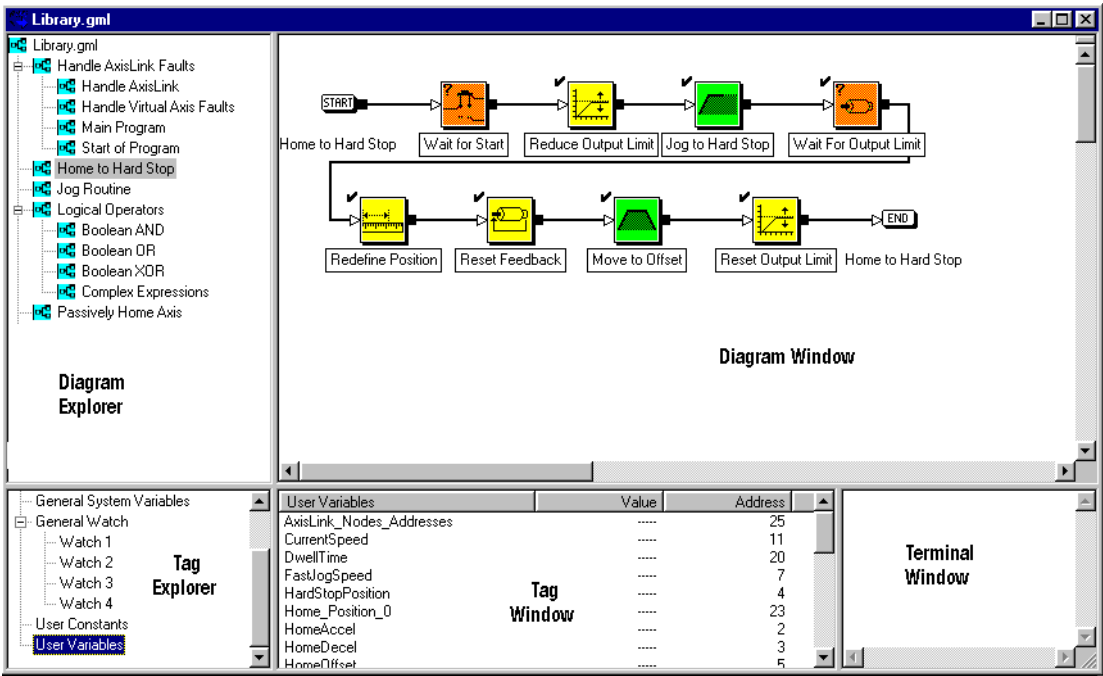 Library.gml
Library.gml
Handle AxisLink Faults
Handle AxisLink
Handle Virtual Axis Faults
Main Program
Start of Program
Home to Hard Stop
Jog Routine
Logical Operators
Boolean AND
Boolean OR
Boolean XOR
Complex Expressions
Passively Home Axis
Diagram
Explorer
START
?
?
Home to Hard Stop
Wait for Start
Reduce Output Limit
Jog to Hard Stop
Wait For Output Limit
END
Redefine Position
Reset Feedback
Move to Offset
Reset Output Limit
Home to Hard Stop
Diagram Window
General System Variables
General Watch
Watch 1
Watch 2
Watch 3
Watch 4
User Constants
User Variables
Tag
Explorer
User Variables Value Address
AxisLink_Nodes_Addresses ----- 25
CurrentSpeed ----- 11
DwellTime ----- 20
FastJogSpeed ----- 7
HardStopPosition ----- 4
Home_Position_0 ----- 23
HomeAccel ----- 2
HomeDecel ----- 3
HomeOffset ----- 5
Tag
Window
Terminal
Window